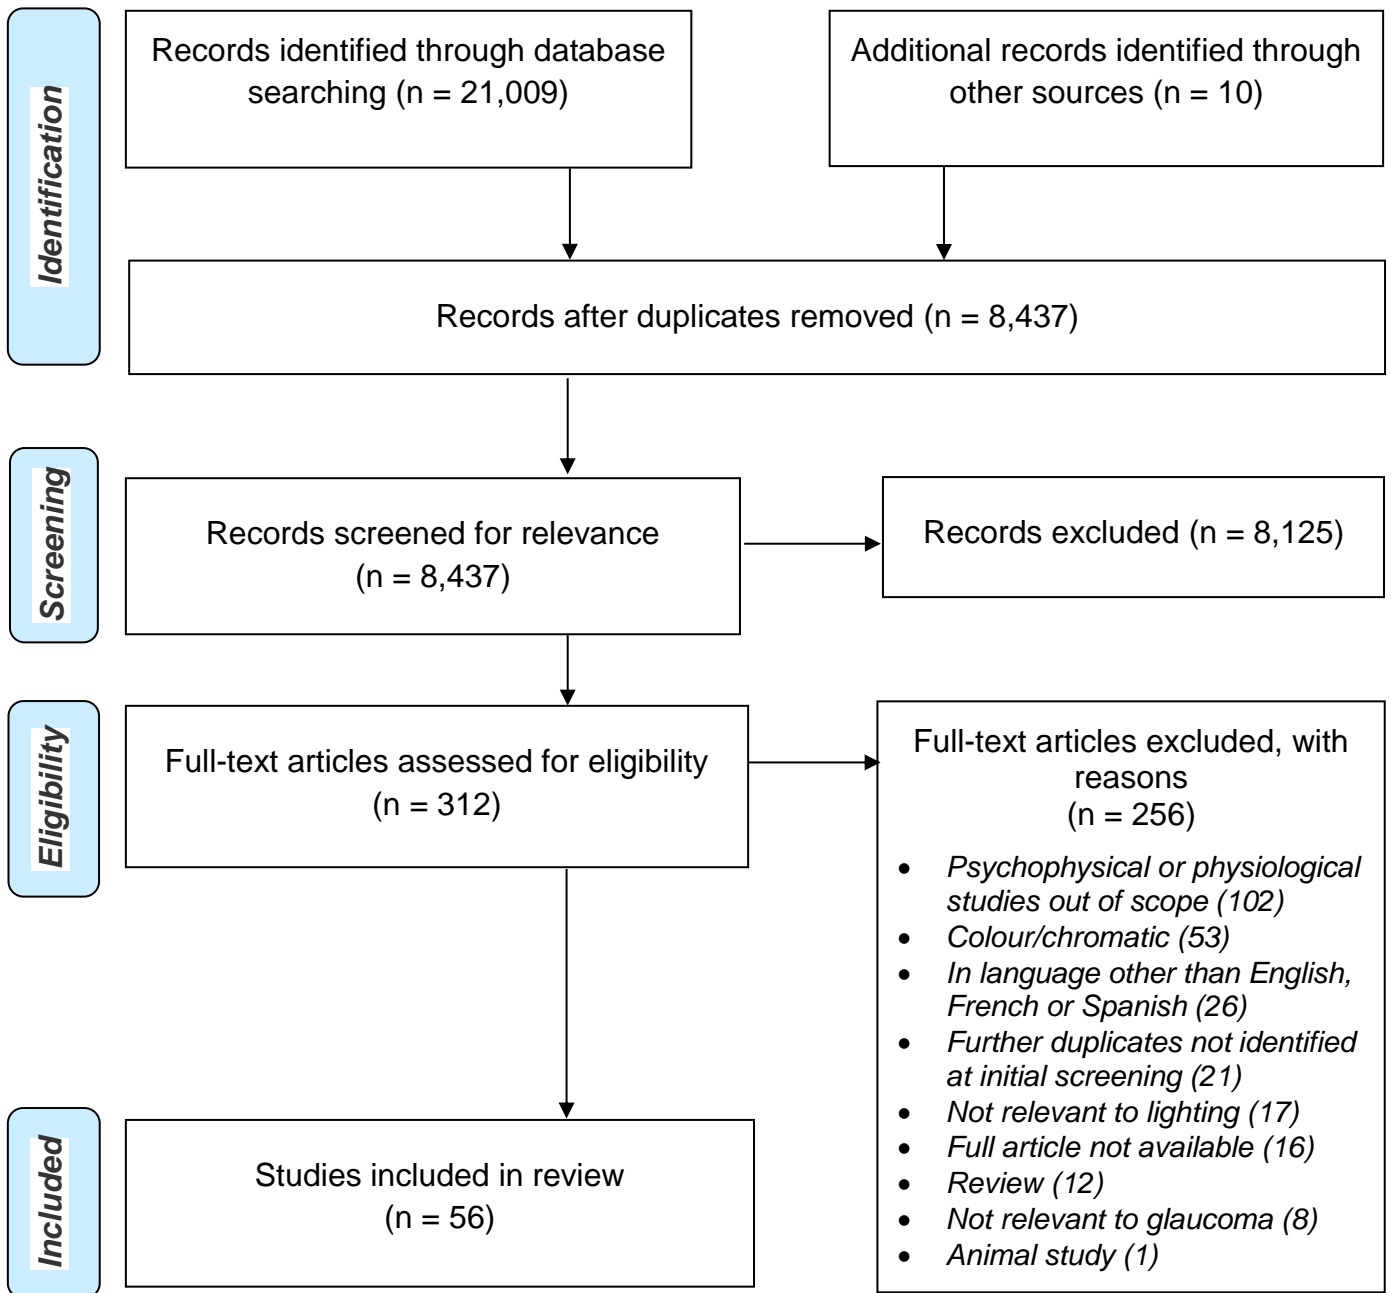 Identification
Records identified through database
searching (n = 21,009)
Additional records identified through
other sources (n = 10)
Records after duplicates removed (n = 8,437)
Screening
Records screened for relevance
(n = 8,437)
Records excluded (n = 8,125)
Eligibility
Full-text articles assessed for eligibility
(n = 312)
Full-text articles excluded, with
reasons
(n = 256)
• Psychophysical or physiological
studies out of scope (102)
• Colour/chromatic (53)
• In language other than English,
French or Spanish (26)
• Further duplicates not identified
at initial screening (21)
• Not relevant to lighting (17)
• Full article not available (16)
• Review (12)
• Not relevant to glaucoma (8)
• Animal study (1)
Included
Studies included in review
(n = 56)